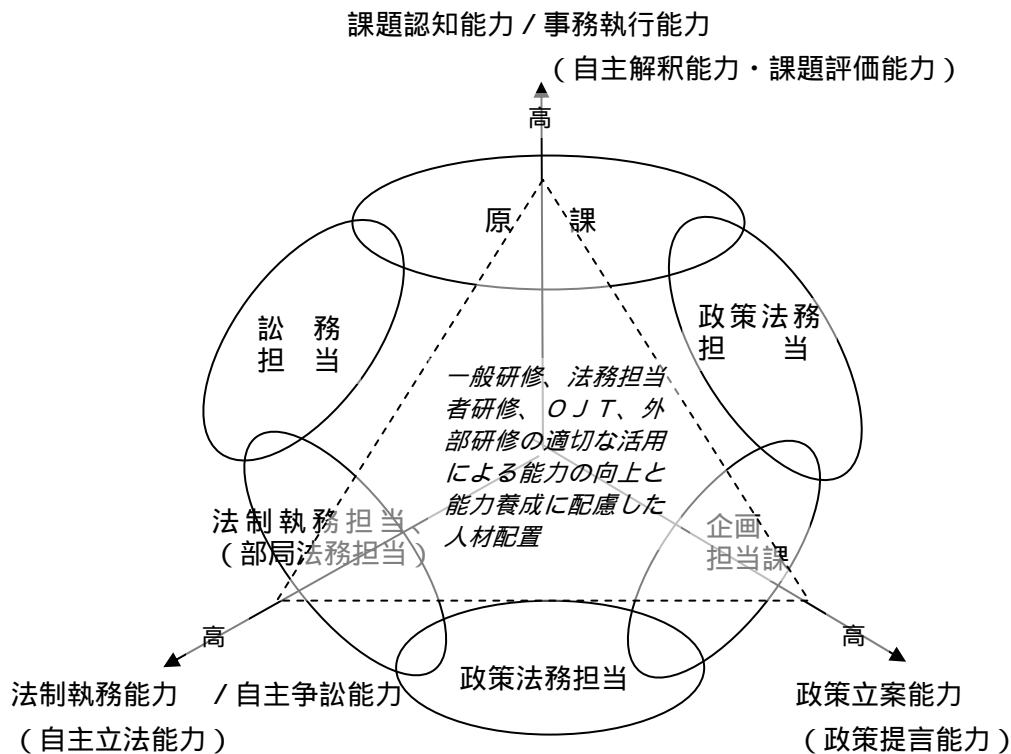 課題認知能力 / 事務執行能力
(自主解釈能力・課題評価能力)
高
原 課
訟 務
担 当
政策法務
担 当
一般研修、法務担当
者研修、OJT、外
部研修の適切な活用
による能力の向上と
能力養成に配慮した
人材配置
法制執務担当、
(部局法務担当)
企画
担当課
高
高
政策法務担当
法制執務能力 / 自主争訟能力
(自主立法能力)
政策立案能力
(政策提言能力)